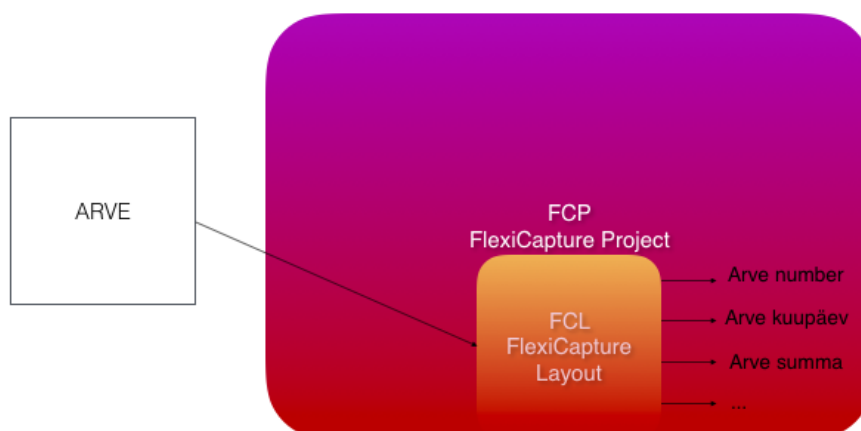 ARVE
FCP
FlexiCapture Project
FCL
FlexiCapture
Layout
Arve number
Arve kuupäev
Arve summa
...